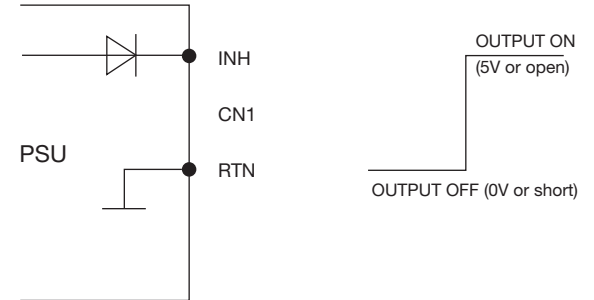 INH
CN1
PSU
RTN
OUTPUT ON
(5V or open)
OUTPUT OFF (0V or short)